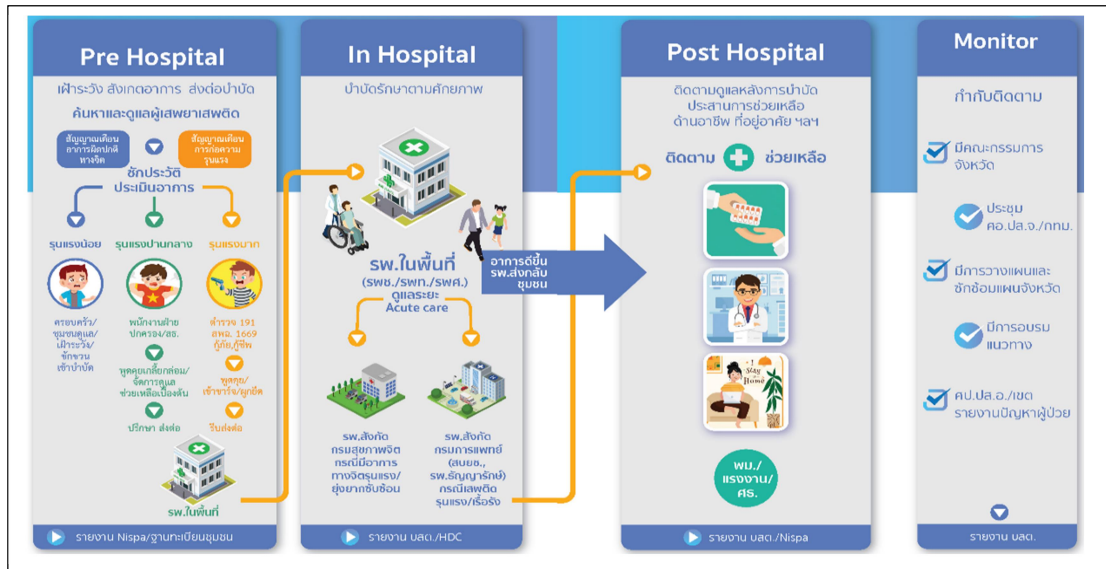 Pre Hospital
เฝ้าระวัง สังเกตอาการ ส่งต่อบำบัด
ค้นหาและดูแลผู้เสพยาเสพติด
สัญญาณเตือน
อาการผิดปกติ
ทางจิต
สัญญาณเตือน
การก่อความ
รุนแรง
ซักประวัติ
ประเมินอาการ
รุนแรงน้อย
รุนแรงปานกลาง
รุนแรงมาก
ครอบครัว/
ชุมชนดูแล/
เฝ้าระวัง/
ชักชวน
เข้าบำบัด
พนักงานฝ่าย
ปกครอง/สธ.
พูดคุยเกลี้ยกล่อม/
จัดการดูแล
ช่วยเหลือเบื้องต้น
ปรึกษา ส่งต่อ
ตำรวจ 191
อพฉ. 1669
กู้ภัย,กู้ชีพ
พูดคุย/
เข้าชาร์จ/ผูกยึด
รีบส่งต่อ
รพ.ในพื้นที่
รายงาน Nispa/ฐานทะเบียนชุมชน
In Hospital
บำบัดรักษาตามศักยภาพ
รพ.ในพื้นที่
(รพช./รพท./รพศ.)
ดูแลระยะ
Acute care
รพ.สังกัด
กรมสุขภาพจิต
กรณีมีอาการ
ทางจิตรุนแรง/
ยุ่งยากซับซ้อน
รพ.สังกัด
กรมการแพทย์
(สบยช.,
รพ.ธัญญารักษ์)
กรณีเสพติด
รุนแรง/เรื้อรัง
รายงาน บสต./HDC
อาการดีขึ้น
รพ.ส่งกลับ
ชุมชน
Post Hospital
ติดตามดูแลหลังการบำบัด
ประสานการช่วยเหลือ
ด้านอาชีพ ที่อยู่อาศัย ฯลฯ
ติดตาม ช่วยเหลือ
Stay
at
Home
พม./
แรงงาน/
ศธ.
รายงาน บสต./Nispa
Monitor
กำกับติดตาม
มีคณะกรรมการ
จังหวัด
ประชุม
ศอ.ปส.จ./กทม.
มีการวางแผนและ
ซักซ้อมแผนจังหวัด
มีการอบรม
แนวทาง
ศป.ปส.อ./เขต
รายงานปัญหาผู้ป่วย
รายงาน บสต.